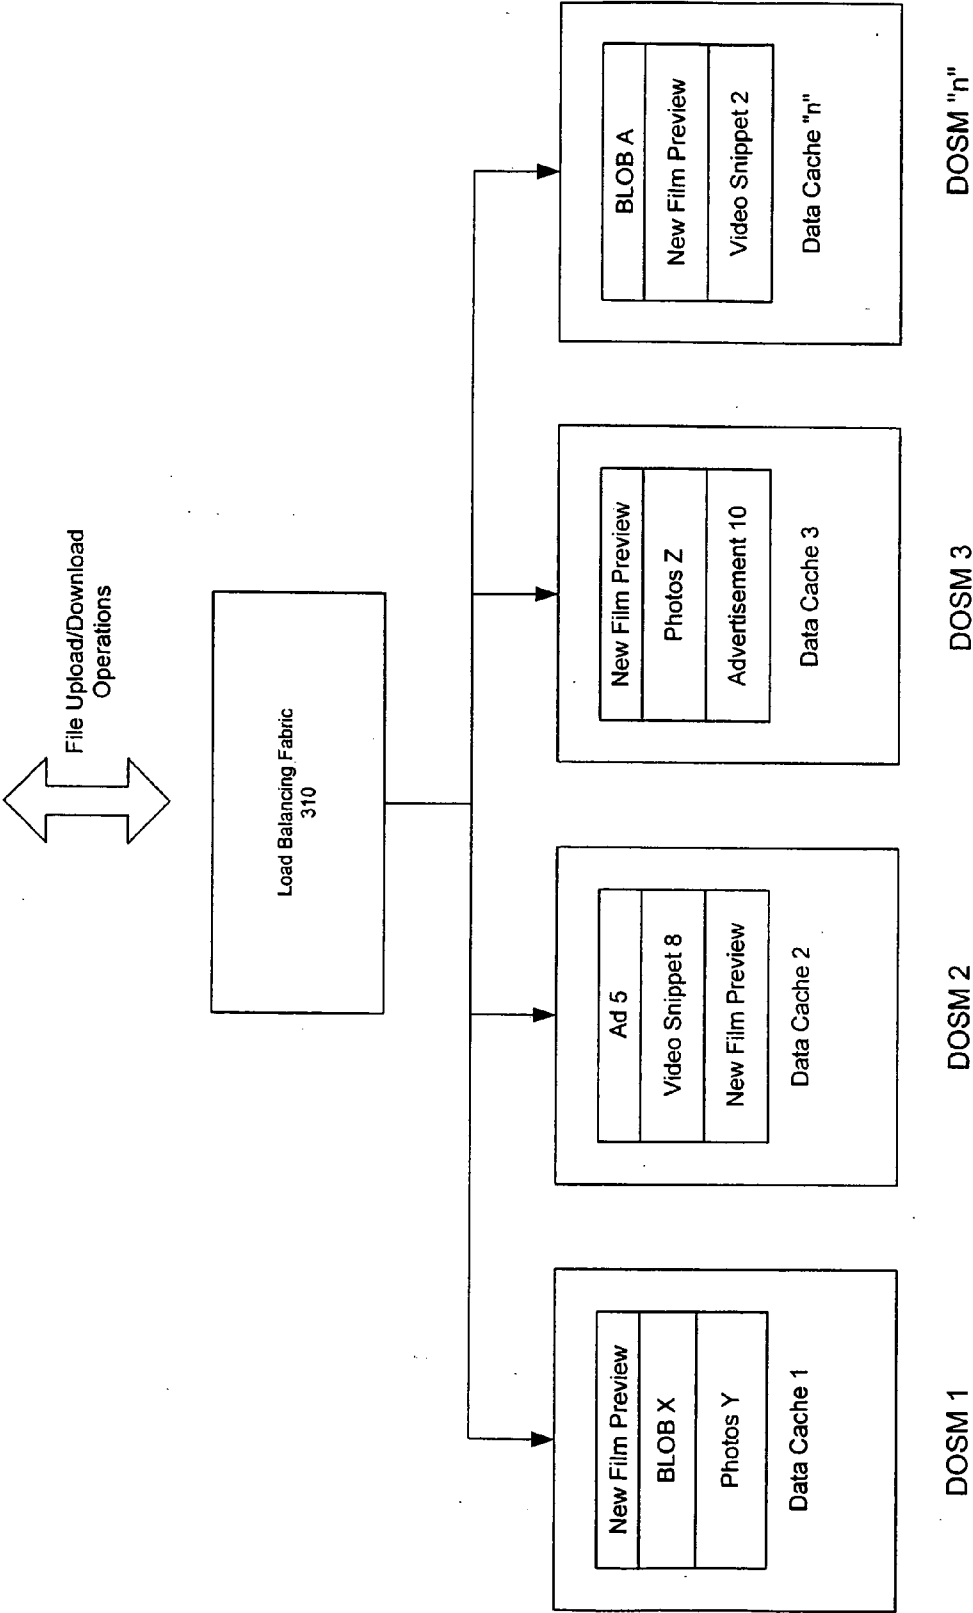 File Upload/Download
Operations
Load Balancing Fabric
310
New Film Preview
BLOB X
Photos Y
Data Cache 1
DOSM 1
Ad 5
Video Snippet 8
New Film Preview
Data Cache 2
DOSM 2
New Film Preview
Photos Z
Advertisement 10
Data Cache 3
DOSM 3
BLOB A
New Film Preview
Video Snippet 2
Data Cache "n"
DOSM "n"